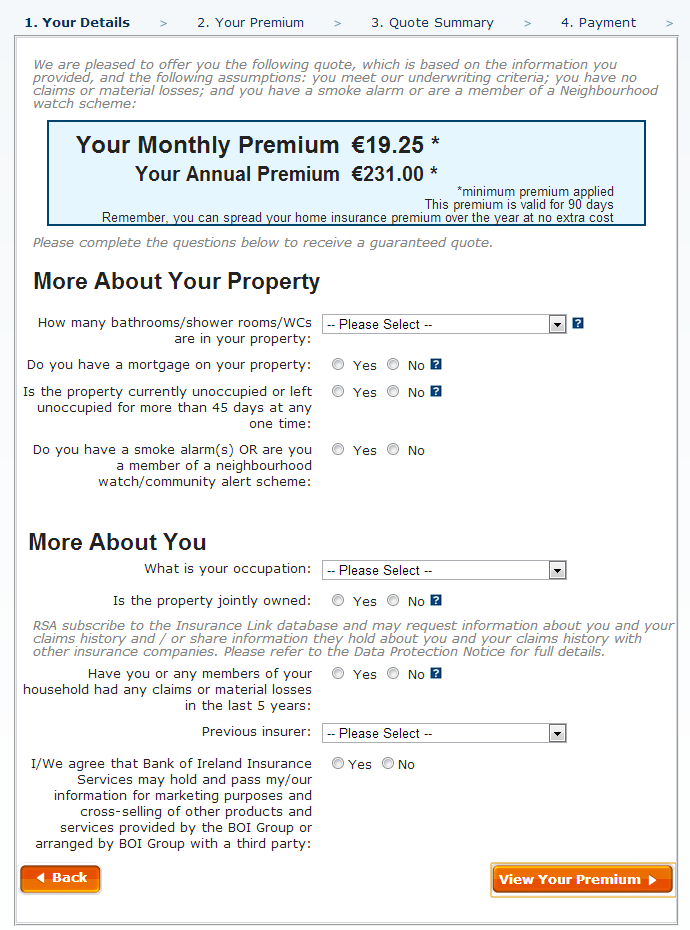 1. Your Details > 2. Your Premium > 3. Quote Summary > 4. Payment >
We are pleased to offer you the following quote, which is based on the information you
provided, and the following assumptions: you meet our underwriting criteria; you have no
claims or material losses; and you have a smoke alarm or are a member of a Neighbourhood
watch scheme:
Your Monthly Premium €19.25 *
Your Annual Premium €231.00 *
*minimum premium applied
This premium is valid for 90 days
Remember, you can spread your home insurance premium over the year at no extra cost
Please complete the questions below to receive a guaranteed quote.
More About Your Property
How many bathrooms/shower rooms/WCs -- Please Select -- ?
are in your property:
Do you have a mortgage on your property: Yes No ?
Is the property currently unoccupied or left Yes No ?
unoccupied for more than 45 days at any
one time:
Do you have a smoke alarm(s) OR are you Yes No
a member of a neighbourhood
watch/community alert scheme:
More About You
What is your occupation: -- Please Select --
Is the property jointly owned: Yes No ?
RSA subscribe to the Insurance Link database and may request information about you and your
claims history and / or share information they hold about you and your claims history with
other insurance companies. Please refer to the Data Protection Notice for full details.
Have you or any members of your Yes No ?
household had any claims or material losses
in the last 5 years:
Previous insurer: -- Please Select --
I/We agree that Bank of Ireland Insurance Yes No
Services may hold and pass my/our
information for marketing purposes and
cross-selling of other products and
services provided by the BOI Group or
arranged by BOI Group with a third party:
Back View Your Premium